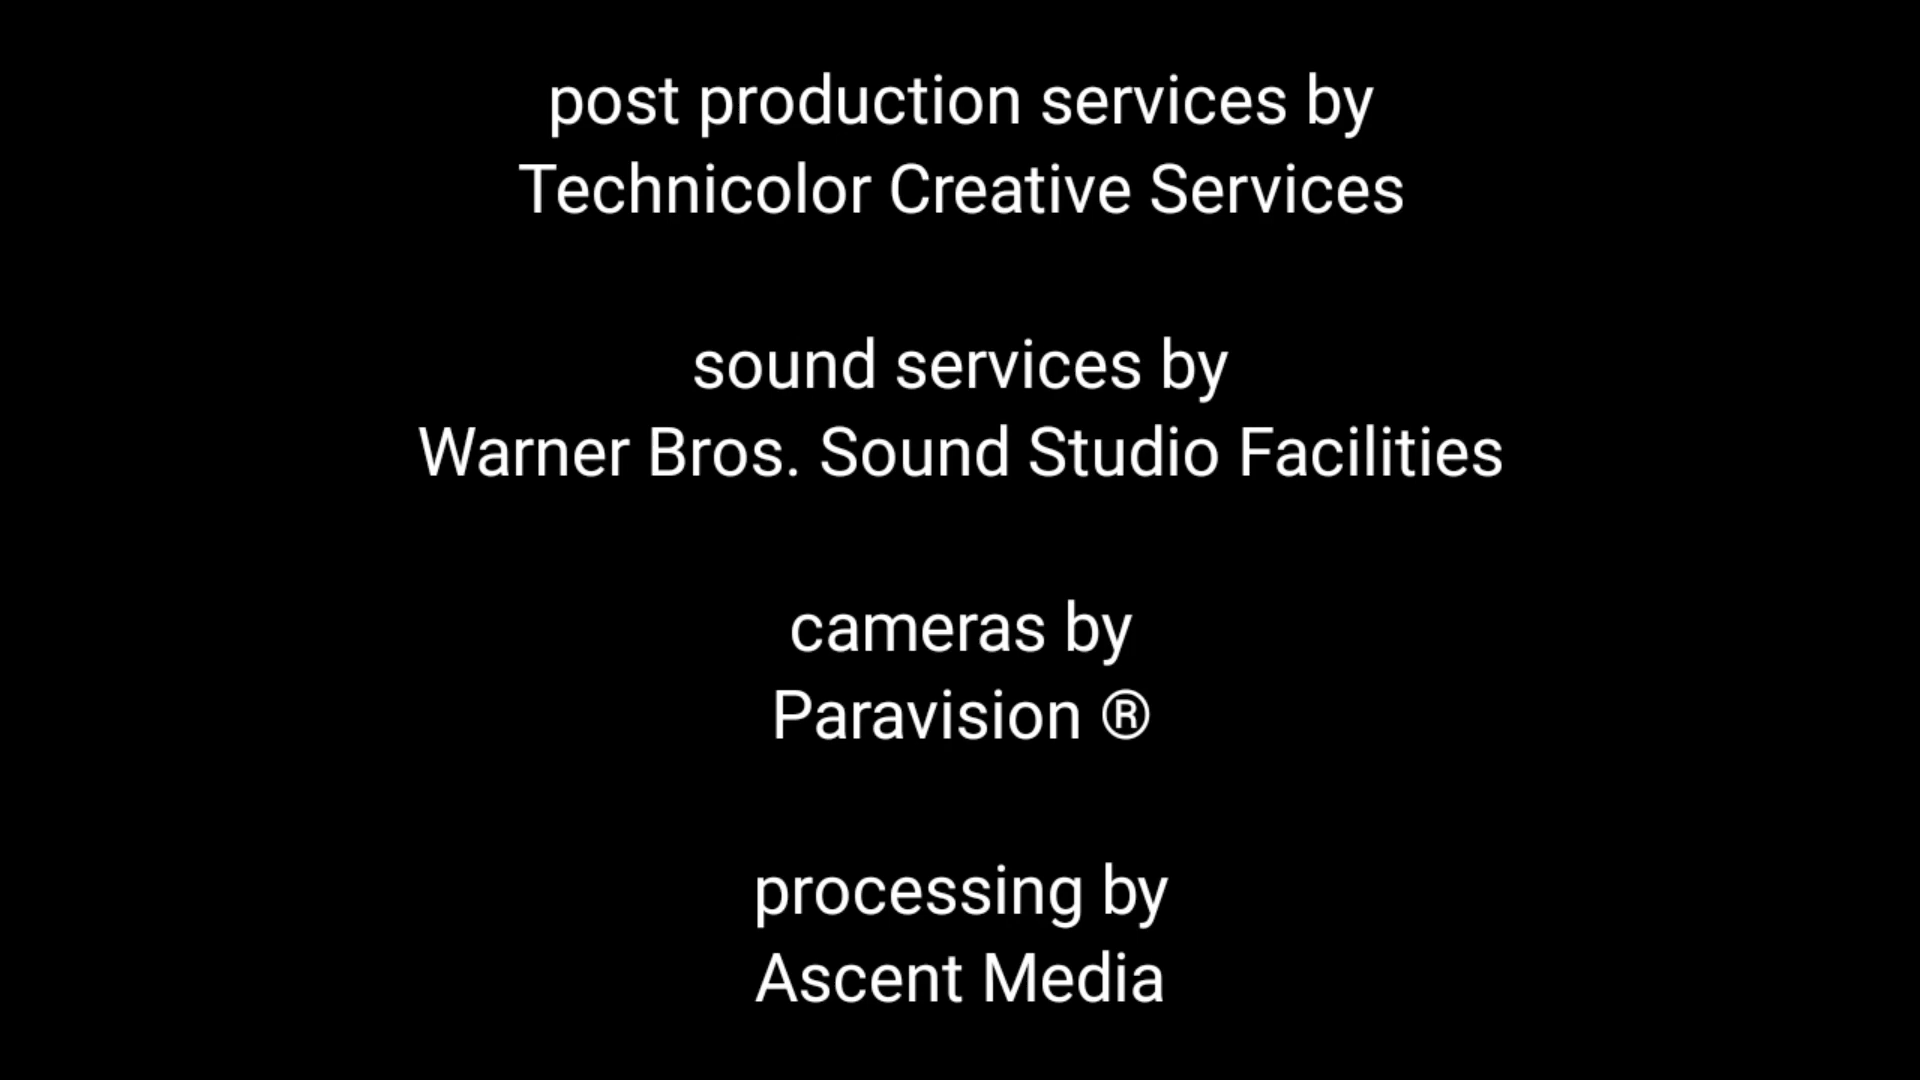 post production services by
Technicolor Creative Services
sound services by
Warner Bros. Sound Studio Facilities
cameras by
Paravision ®
processing by
Ascent Media